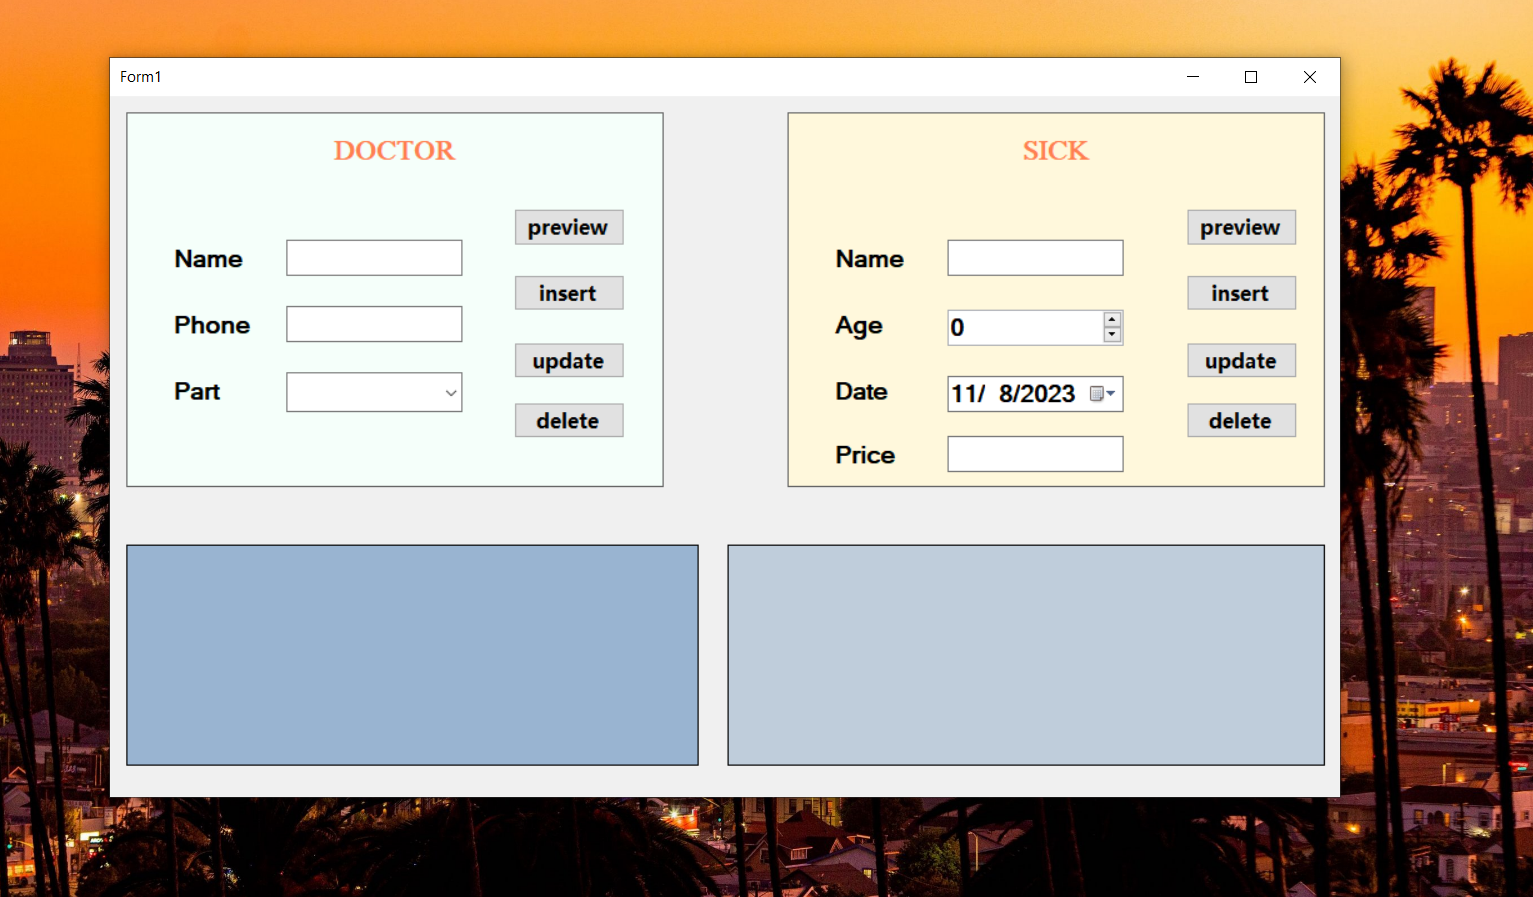 Form1
DOCTOR
preview
Name
insert
Phone
update
Part
delete
SICK
preview
Name
insert
Age
0
update
Date
11/ 8/2023
delete
Price